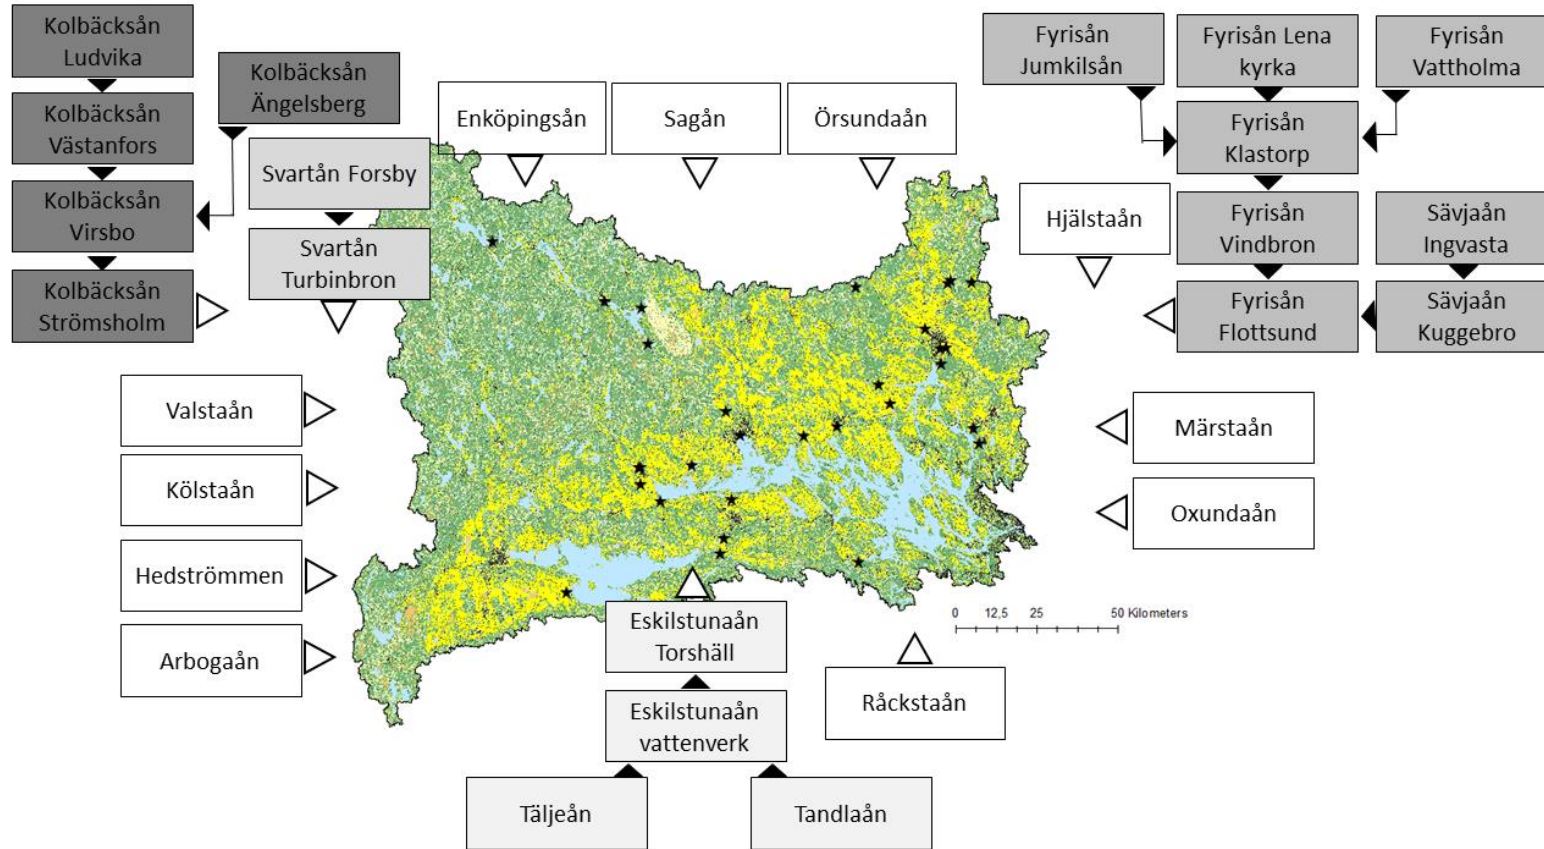 Kolbäcksån
Ludvika
Kolbäcksån
Västanfors
Kolbäcksån
Virsbo
Kolbäcksån
Strömsholm
Kolbäcksån
Ängelsberg
Svartån Forsby
Svartån
Turbinbron
Enköpingsån
Sagån
Örsundaån
Fyrisån
Jumkilsån
Fyrisån Lena
kyrka
Fyrisån
Vattholma
Fyrisån
Klastorp
Hjälstaån
Fyrisån
Vindbron
Sävjaån
Ingvasta
Fyrisån
Flottsund
Sävjaån
Kuggebro
Valstaån
Kölstaån
Hedströmmen
Arbogaån
Märstaån
Oxundaån
0 12,5 25 50 Kilometers
Eskilstunaån
Torshäll
Eskilstunaån
vattenverk
Råckstaån
Täljeån
Tandlaån